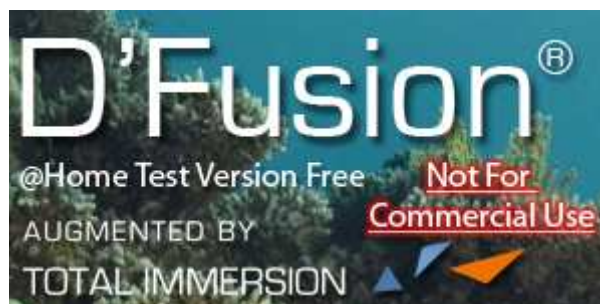 D'Fusion®
@Home Test Version Free
Not For
Commercial Use
AUGMENTED BY
TOTAL IMMERSION